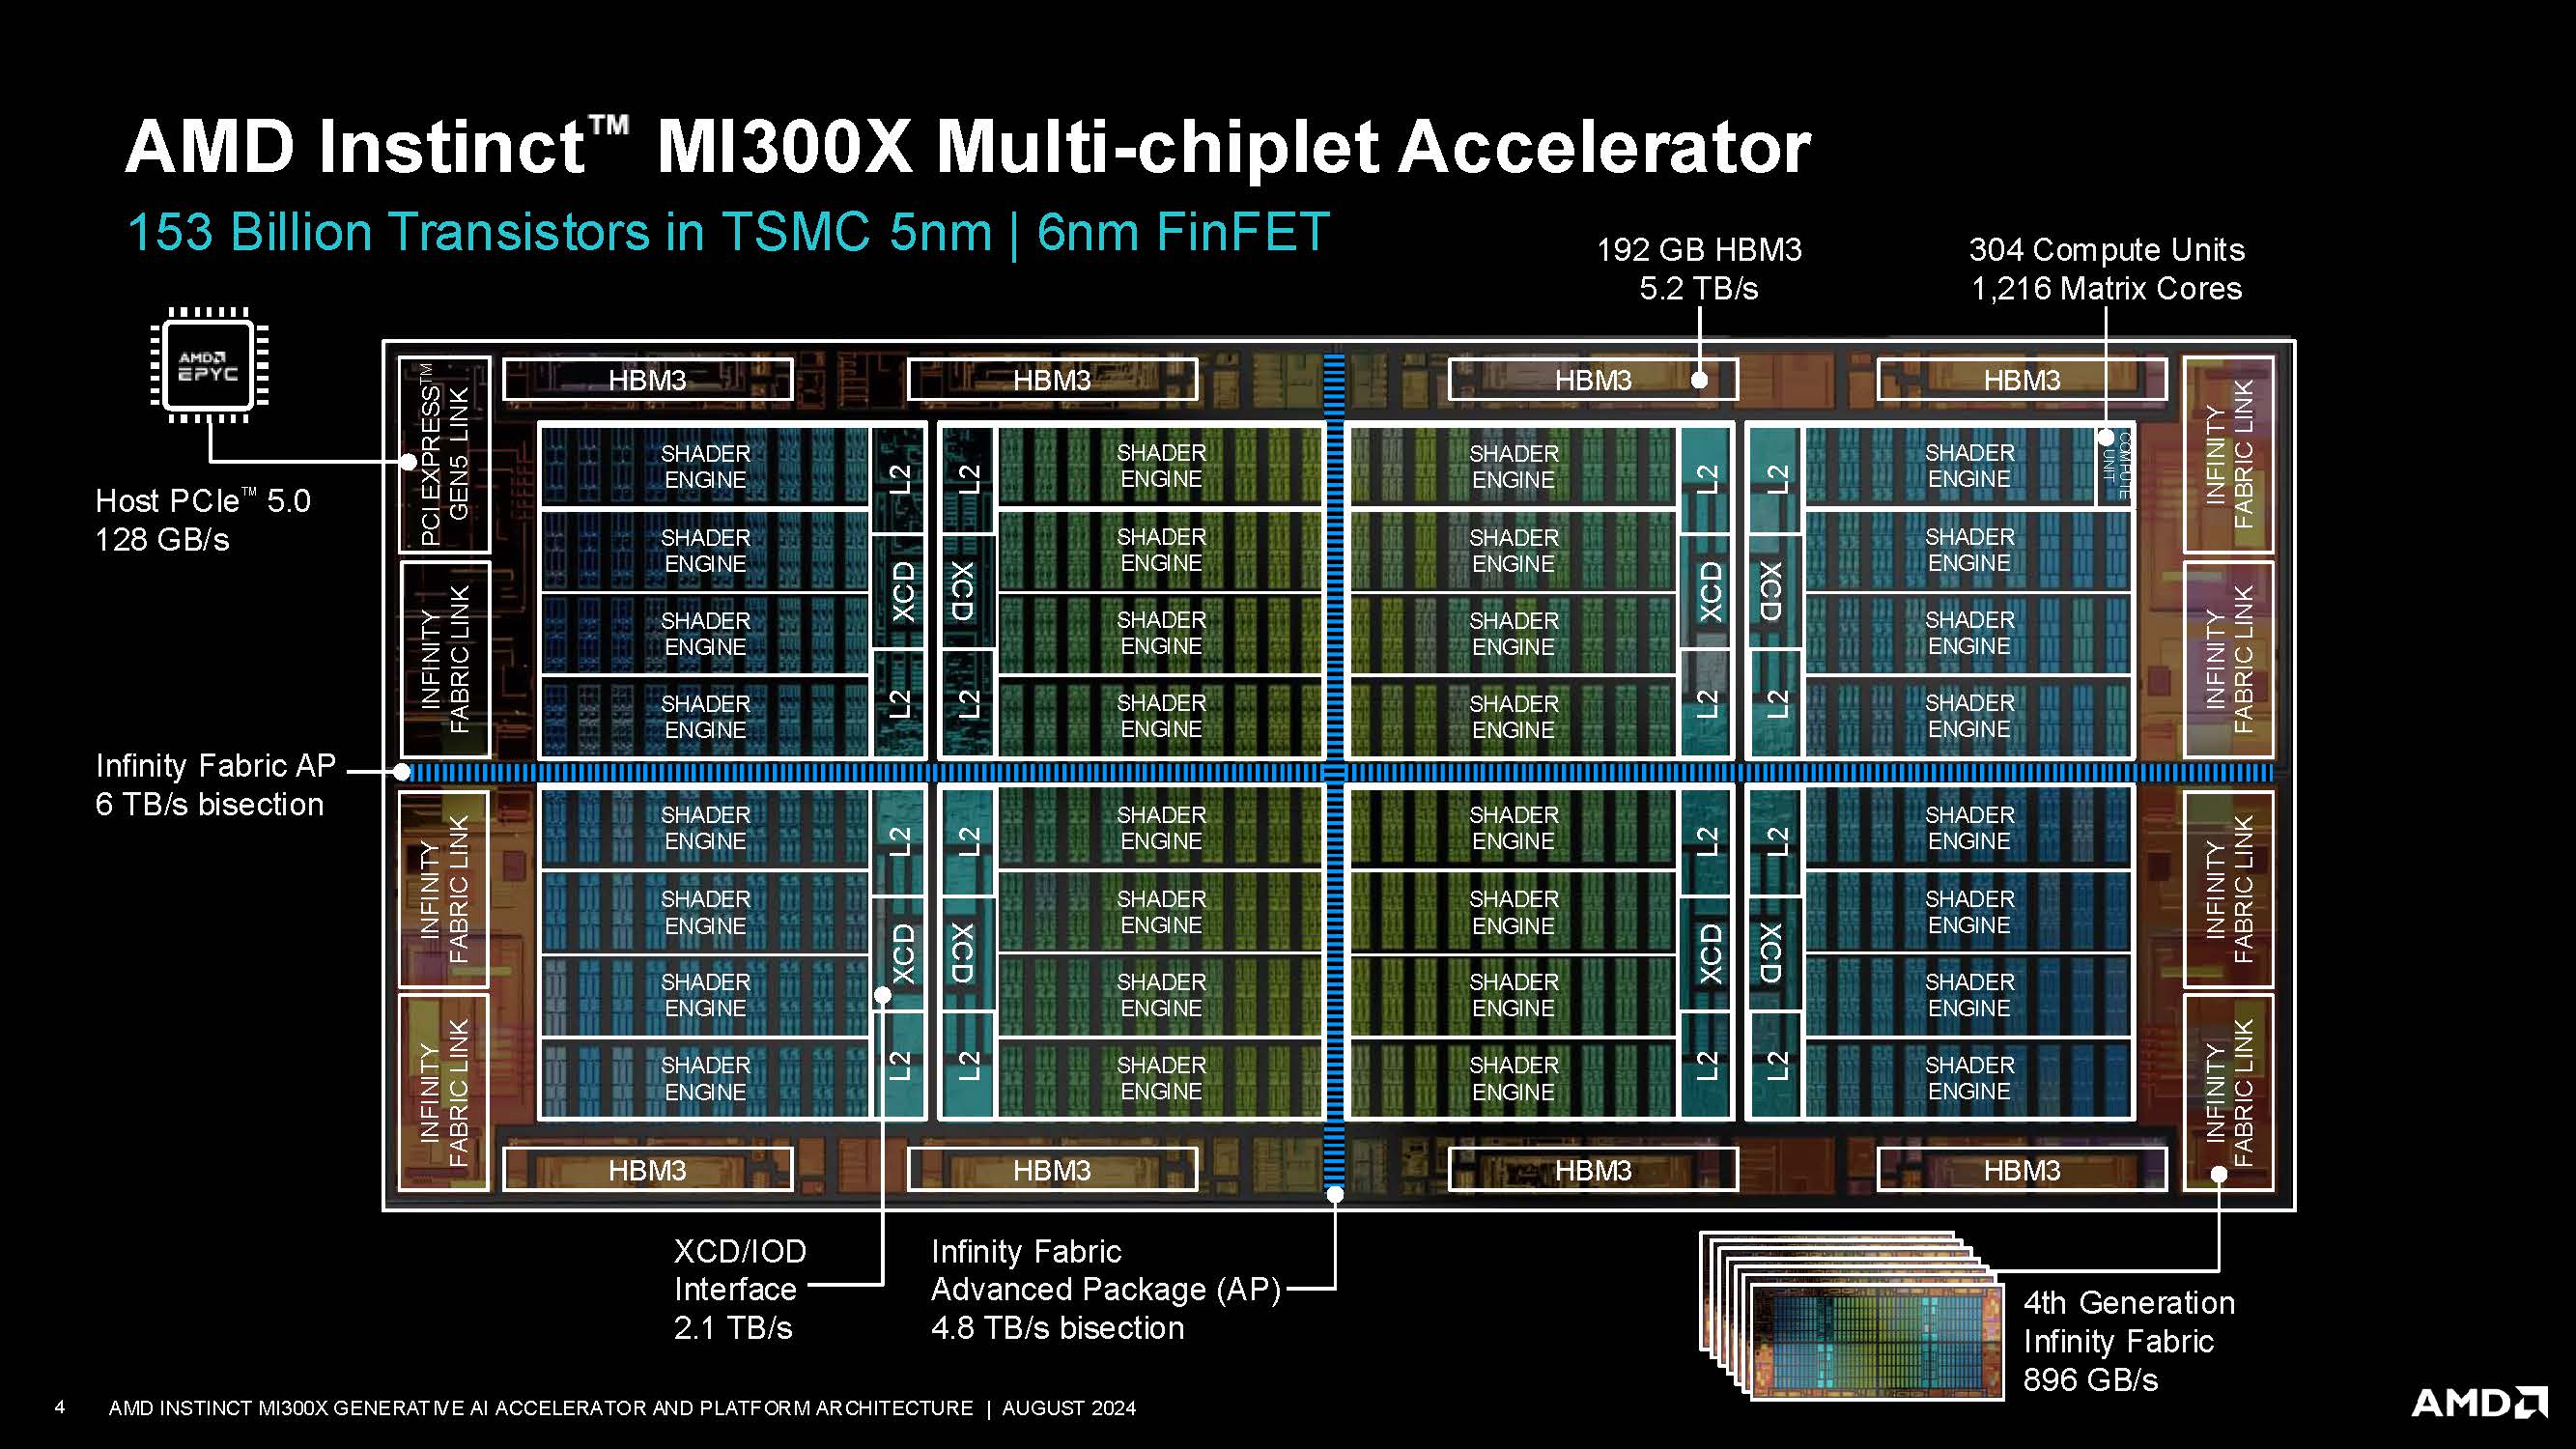 AMD Instinct™ MI300X Multi-chiplet Accelerator
153 Billion Transistors in TSMC 5nm | 6nm FinFET
192 GB HBM3
5.2 TB/s
304 Compute Units
1,216 Matrix Cores
AMD
EPYC
Host PCIe™ 5.0
128 GB/s
Infinity Fabric AP
6 TB/s bisection
PCI EXPRESS™
GEN5 LINK
HBM3
HBM3
HBM3
HBM3
INFINITY
FABRIC LINK
SHADER
ENGINE
L2
L2
SHADER
ENGINE
SHADER
ENGINE
L2
L2
SHADER
ENGINE
COMPUTE
UNIT
SHADER
ENGINE
SHADER
ENGINE
SHADER
ENGINE
SHADER
ENGINE
INFINITY
FABRIC LINK
XCD
XCD
XCD
XCD
INFINITY
FABRIC LINK
SHADER
ENGINE
SHADER
ENGINE
SHADER
ENGINE
SHADER
ENGINE
SHADER
ENGINE
L2
L2
SHADER
ENGINE
SHADER
ENGINE
L2
L2
SHADER
ENGINE
INFINITY
FABRIC LINK
SHADER
ENGINE
L2
L2
SHADER
ENGINE
SHADER
ENGINE
L2
L2
SHADER
ENGINE
INFINITY
FABRIC LINK
SHADER
ENGINE
SHADER
ENGINE
SHADER
ENGINE
SHADER
ENGINE
XCD
XCD
XCD
XCD
SHADER
ENGINE
SHADER
ENGINE
SHADER
ENGINE
SHADER
ENGINE
INFINITY
FABRIC LINK
SHADER
ENGINE
L2
L2
SHADER
ENGINE
SHADER
ENGINE
L2
L2
SHADER
ENGINE
INFINITY
FABRIC LINK
HBM3
HBM3
HBM3
HBM3
XCD/IOD
Interface
2.1 TB/s
Infinity Fabric
Advanced Package (AP)
4.8 TB/s bisection
4th Generation
Infinity Fabric
896 GB/s
4 AMD INSTINCT MI300X GENERATIVE AI ACCELERATOR AND PLATFORM ARCHITECTURE | AUGUST 2024
AMD